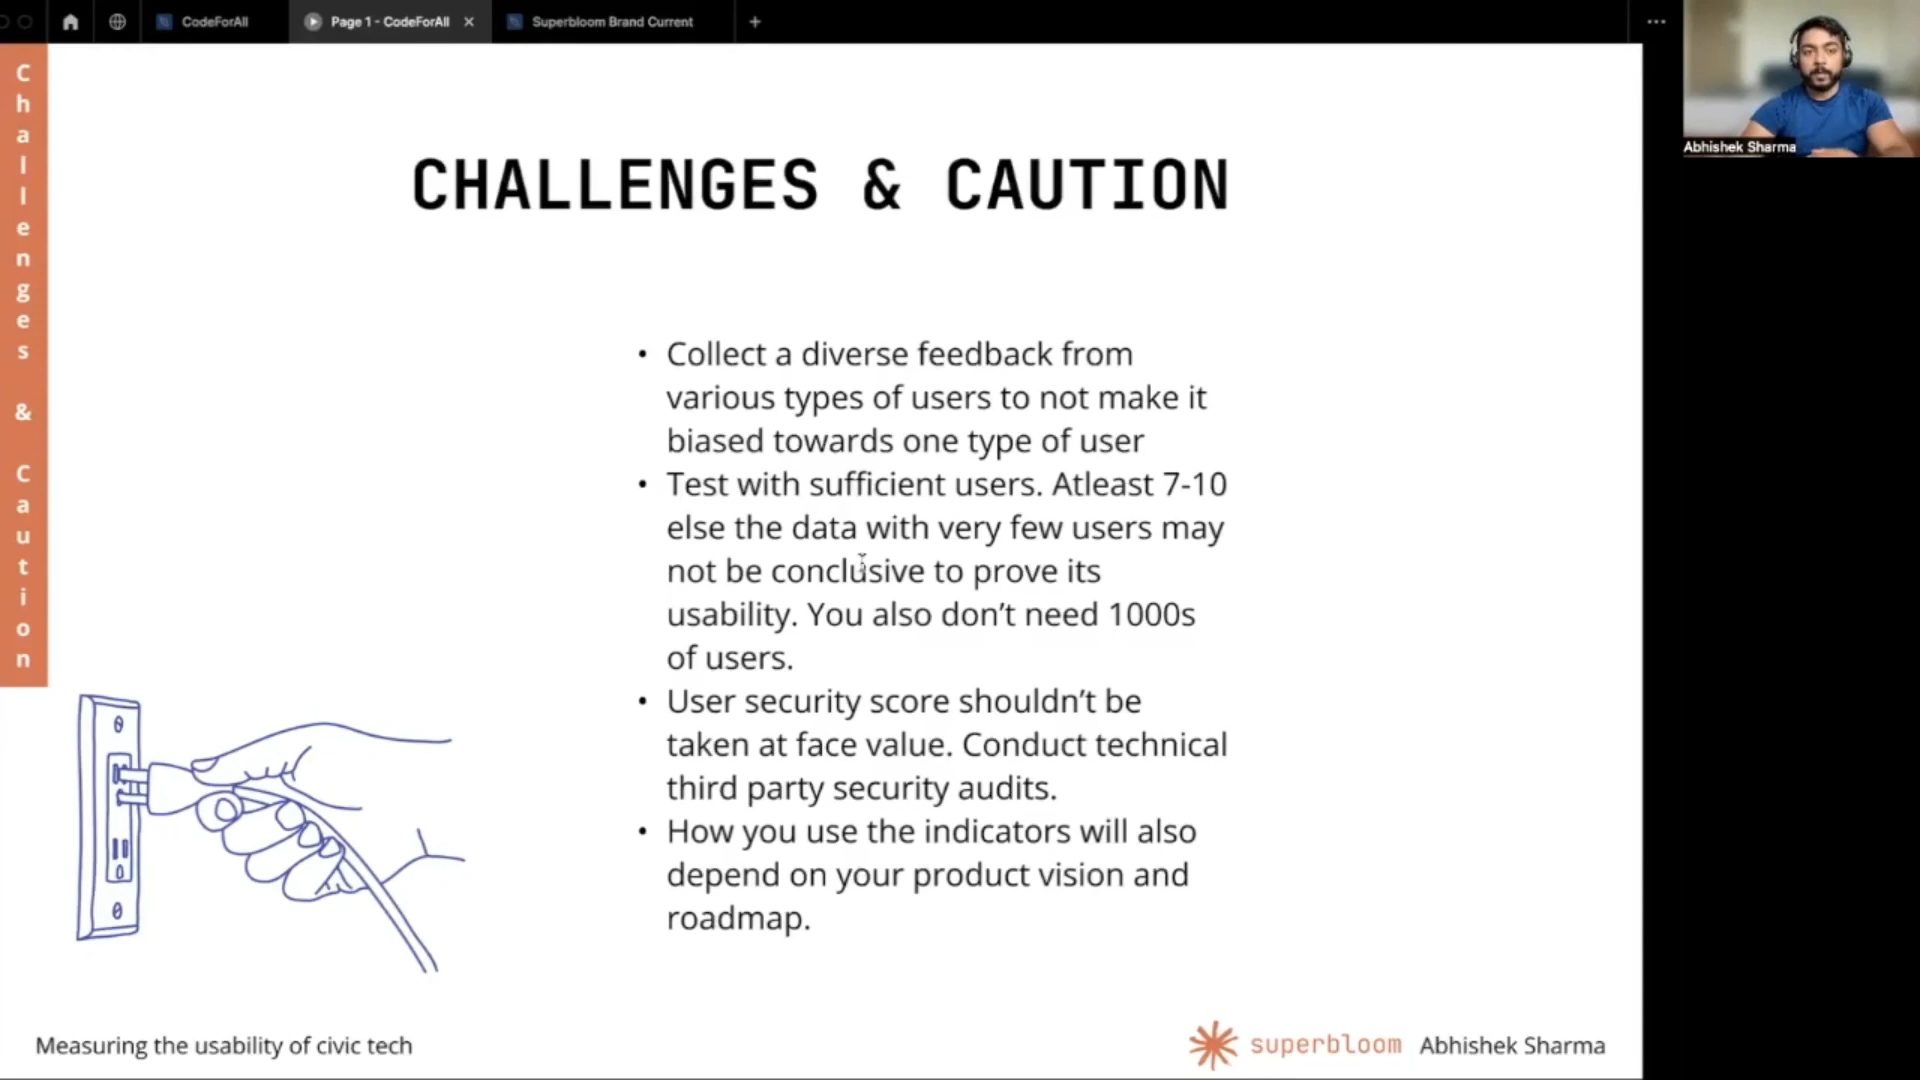 CodeForAll
Page 1 - CodeForAll
Superbloom Brand Current
Abhishek Sharma
Challenges & Caution
CHALLENGES & CAUTION
• Collect a diverse feedback from
various types of users to not make it
biased towards one type of user
• Test with sufficient users. Atleast 7-10
else the data with very few users may
not be conclusive to prove its
usability. You also don’t need 1000s
of users.
• User security score shouldn’t be
taken at face value. Conduct technical
third party security audits.
• How you use the indicators will also
depend on your product vision and
roadmap.
Measuring the usability of civic tech
superbloom
Abhishek Sharma